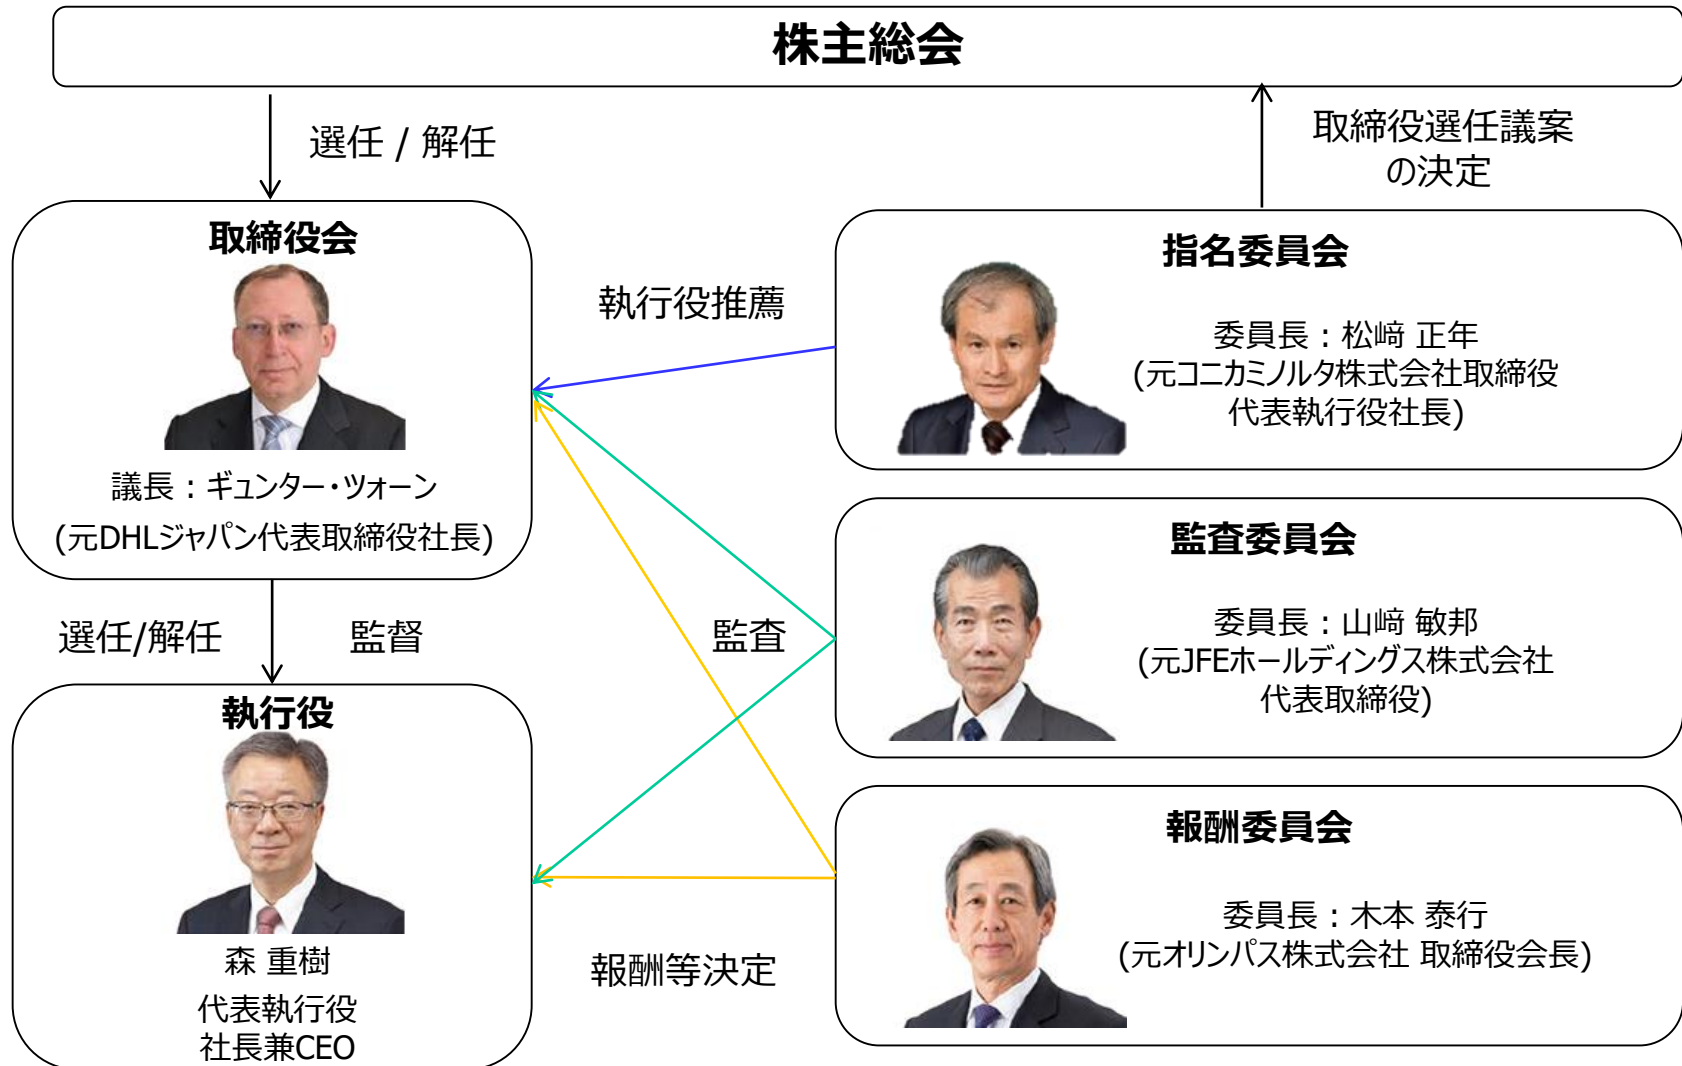 株主総会
選任 / 解任
取締役選任議案
の決定
取締役会
議長：ギュンター・ツォーン
(元DHLジャパン代表取締役社長)
執行役推薦
指名委員会
委員長：松﨑 正年
(元コニカミノルタ株式会社取締役
代表執行役社長)
監査委員会
委員長：山﨑 敏邦
(元JFEホールディングス株式会社
代表取締役)
選任/解任
監督
監査
執行役
森 重樹
代表執行役
社長兼CEO
報酬等決定
報酬委員会
委員長：木本 泰行
(元オリンパス株式会社 取締役会長)